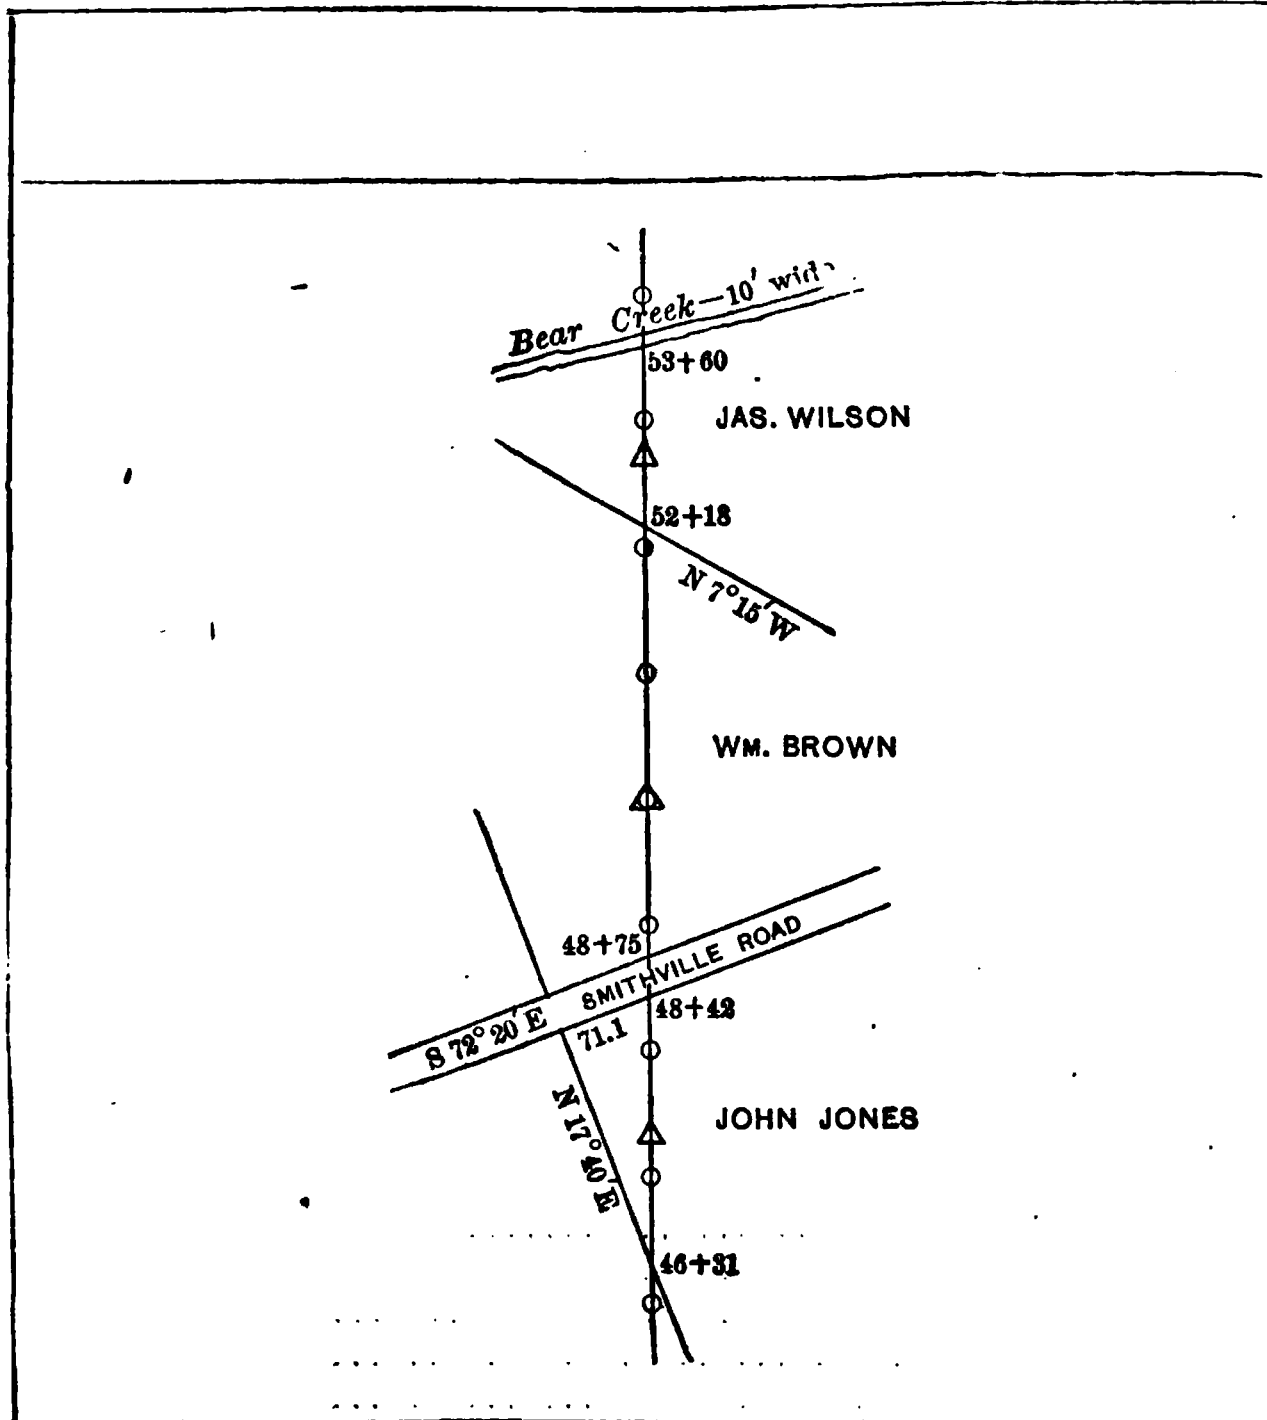 Bear Creek—10' wide
53+60
JAS. WILSON
52+18
N 7°15' W
WM. BROWN
48+75
SMITHVILLE ROAD
S 72° 20' E
48+42
71.1
N 17°40' E
JOHN JONES
46+31